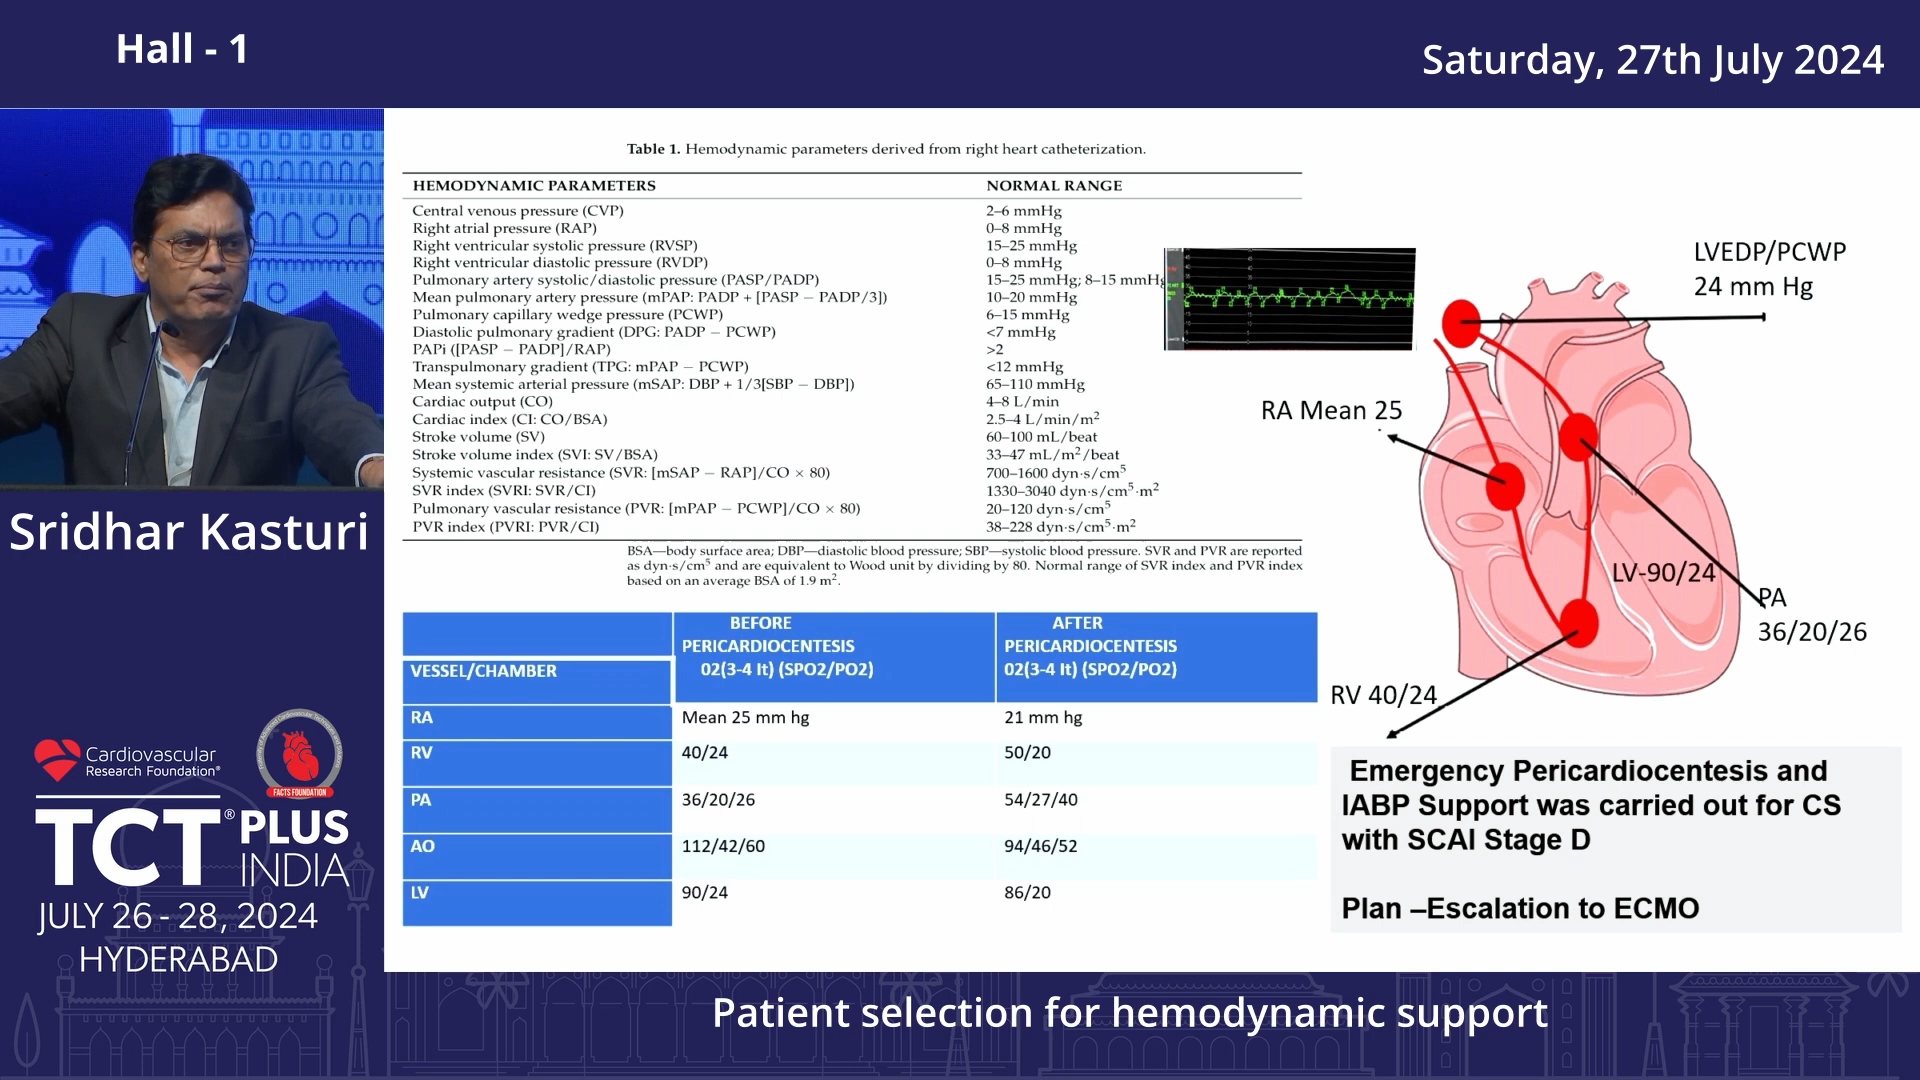 Hall - 1
Saturday, 27th July 2024
Table 1. Hemodynamic parameters derived from right heart catheterization.
HEMODYNAMIC PARAMETERS NORMAL RANGE
Central venous pressure (CVP) 2–6 mmHg
Right atrial pressure (RAP) 0–8 mmHg
Right ventricular systolic pressure (RVSP) 15–25 mmHg
Right ventricular diastolic pressure (RVDP) 0–8 mmHg
Pulmonary artery systolic/diastolic pressure (PASP/PADP) 15–25 mmHg; 8–15 mmHg
Mean pulmonary artery pressure (mPAP: PADP + [PASP − PADP/3]) 10–20 mmHg
Pulmonary capillary wedge pressure (PCWP) 6–15 mmHg
Diastolic pulmonary gradient (DPG: PADP − PCWP) <7 mmHg
PAPi ([PASP − PADP]/RAP) >2
Transpulmonary gradient (TPG: mPAP − PCWP) <12 mmHg
Mean systemic arterial pressure (mSAP: DBP + 1/3[SBP − DBP]) 65–110 mmHg
Cardiac output (CO) 4–8 L/min
Cardiac index (CI: CO/BSA) 2.5–4 L/min/m²
Stroke volume (SV) 60–100 mL/beat
Stroke volume index (SVI: SV/BSA) 33–47 mL/m²/beat
Systemic vascular resistance (SVR: [mSAP − RAP]/CO × 80) 700–1600 dyn·s/cm⁵
SVR index (SVRI: SVR/CI) 1330–3040 dyn·s/cm⁵·m²
Pulmonary vascular resistance (PVR: [mPAP − PCWP]/CO × 80) 20–120 dyn·s/cm⁵
PVR index (PVRI: PVR/CI) 38–228 dyn·s/cm⁵·m²
BSA—body surface area; DBP—diastolic blood pressure; SBP—systolic blood pressure. SVR and PVR are reported
as dyn·s/cm⁵ and are equivalent to Wood unit by dividing by 80. Normal range of SVR index and PVR index
based on an average BSA of 1.9 m².
LVEDP/PCWP
24 mm Hg
RA Mean 25
LV-90/24
PA
36/20/26
RV 40/24
BEFORE
PERICARDIOCENTESIS
02(3-4 lt) (SPO2/PO2)
AFTER
PERICARDIOCENTESIS
02(3-4 lt) (SPO2/PO2)
VESSEL/CHAMBER
RA Mean 25 mm hg 21 mm hg
RV 40/24 50/20
PA 36/20/26 54/27/40
AO 112/42/60 94/46/52
LV 90/24 86/20
Emergency Pericardiocentesis and
IABP Support was carried out for CS
with SCAI Stage D
Plan –Escalation to ECMO
Sridhar Kasturi
Cardiovascular
Research Foundation®
FACTS FOUNDATION
TCT® PLUS
INDIA
JULY 26 - 28, 2024
HYDERABAD
Patient selection for hemodynamic support